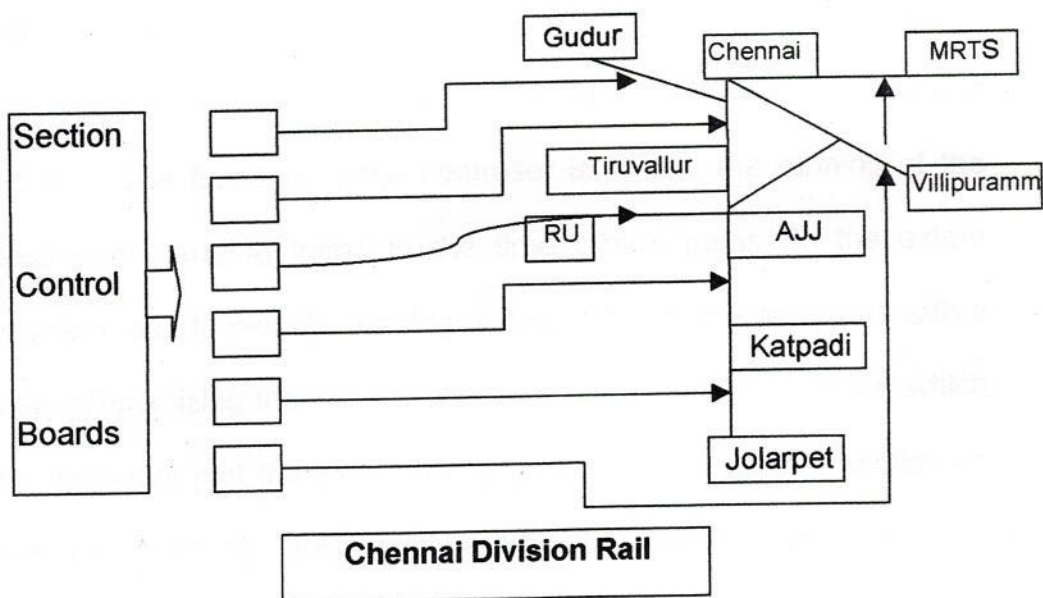 Gudur
Chennai
MRTS
Section
Control
Boards
Tiruvallur
Villipuramm
RU
AJJ
Katpadi
Jolarpet
Chennai Division Rail